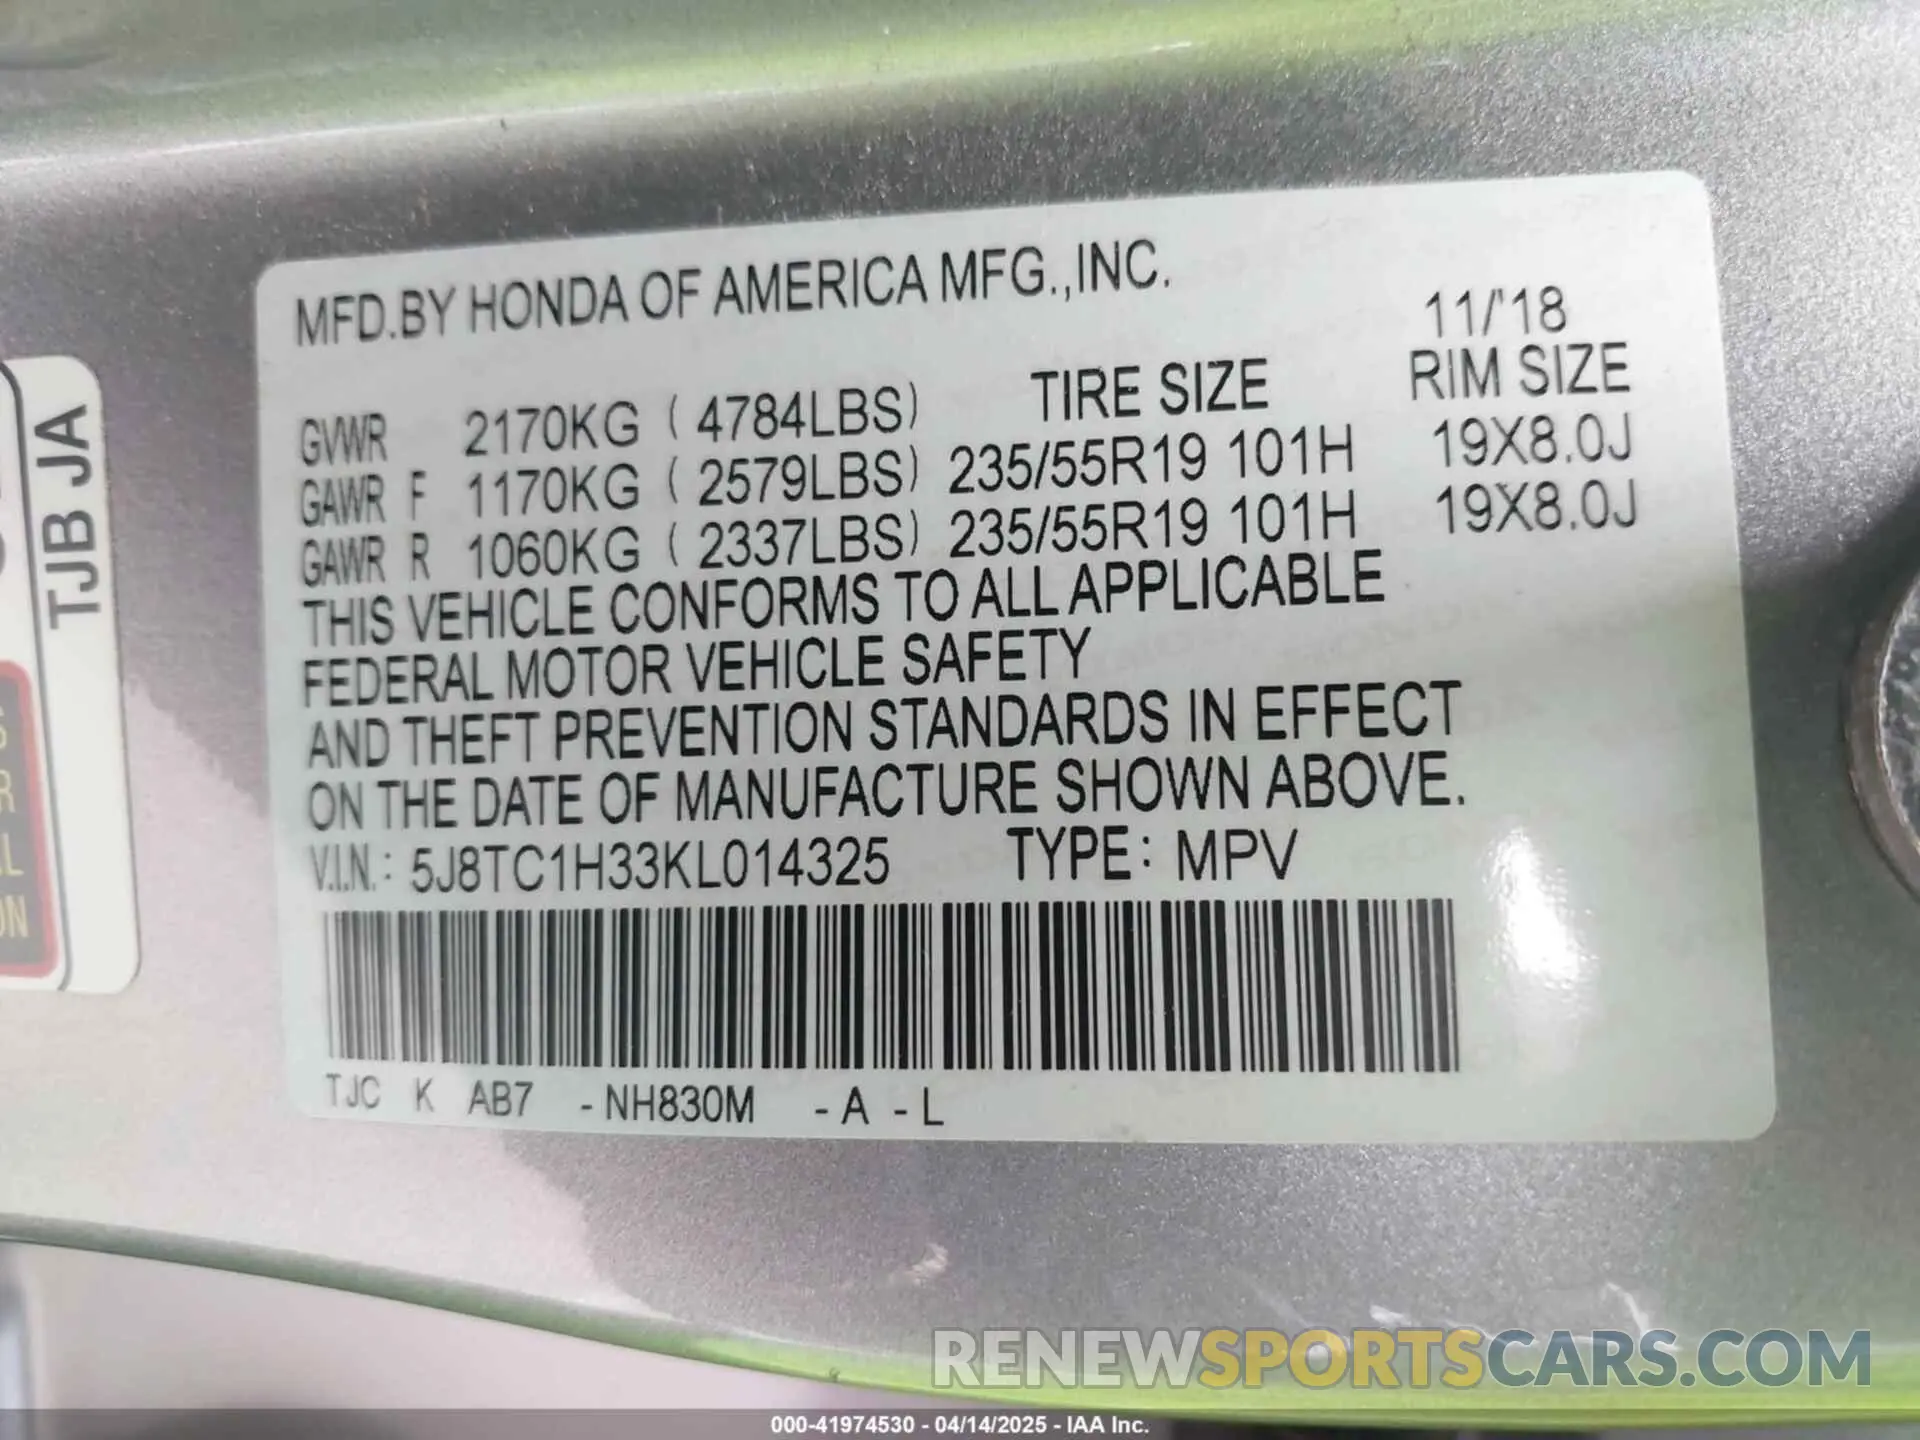 MFD.BY HONDA OF AMERICA MFG.,INC.
11/'18
TIRE SIZE RIM SIZE
GVWR 2170KG ( 4784LBS)
GAWR F 1170KG ( 2579LBS) 235/55R19 101H 19X8.0J
GAWR R 1060KG ( 2337LBS) 235/55R19 101H 19X8.0J
THIS VEHICLE CONFORMS TO ALL APPLICABLE
FEDERAL MOTOR VEHICLE SAFETY
AND THEFT PREVENTION STANDARDS IN EFFECT
ON THE DATE OF MANUFACTURE SHOWN ABOVE.
V.I.N.: 5J8TC1H33KL014325 TYPE: MPV
TJC K AB7 -NH830M -A -L
TJB JA
RENEWSPORTSCARS.COM
000-41974530 - 04/14/2025 - IAA Inc.